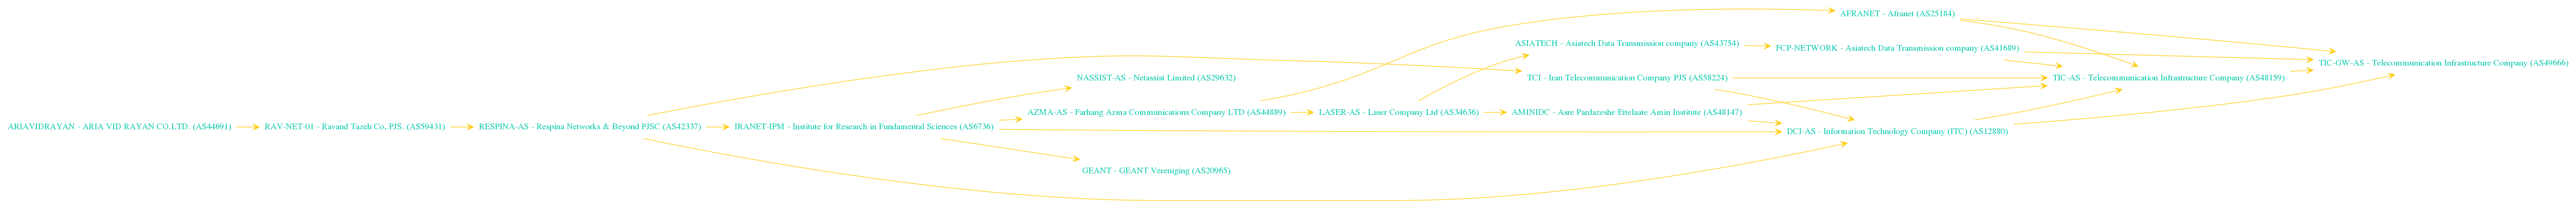 AFRANET - Afranet (AS25184)
ASIATECH - Asiatech Data Transmission company (AS43754)
FCP-NETWORK - Asiatech Data Transmission company (AS41689)
TIC-GW-AS - Telecommunication Infrastructure Company (AS49666)
NASSIST-AS - Netassist Limited (AS29632)
TCI - Iran Telecommunication Company PJS (AS58224)
TIC-AS - Telecommunication Infrastructure Company (AS48159)
AZMA-AS - Farhang Azma Communications Company LTD (AS44889)
LASER-AS - Laser Company Ltd (AS34636)
AMINIDC - Asre Pardazeshe Ettelaate Amin Institute (AS48147)
ARIAVIDRAYAN - ARIA VID RAYAN CO.LTD. (AS44691)
RAV-NET-01 - Ravand Tazeh Co,.PJS. (AS59431)
RESPINA-AS - Respina Networks & Beyond PJSC (AS42337)
IRANET-IPM - Institute for Research in Fundamental Sciences (AS6736)
DCI-AS - Information Technology Company (ITC) (AS12880)
GEANT - GEANT Vereniging (AS20965)